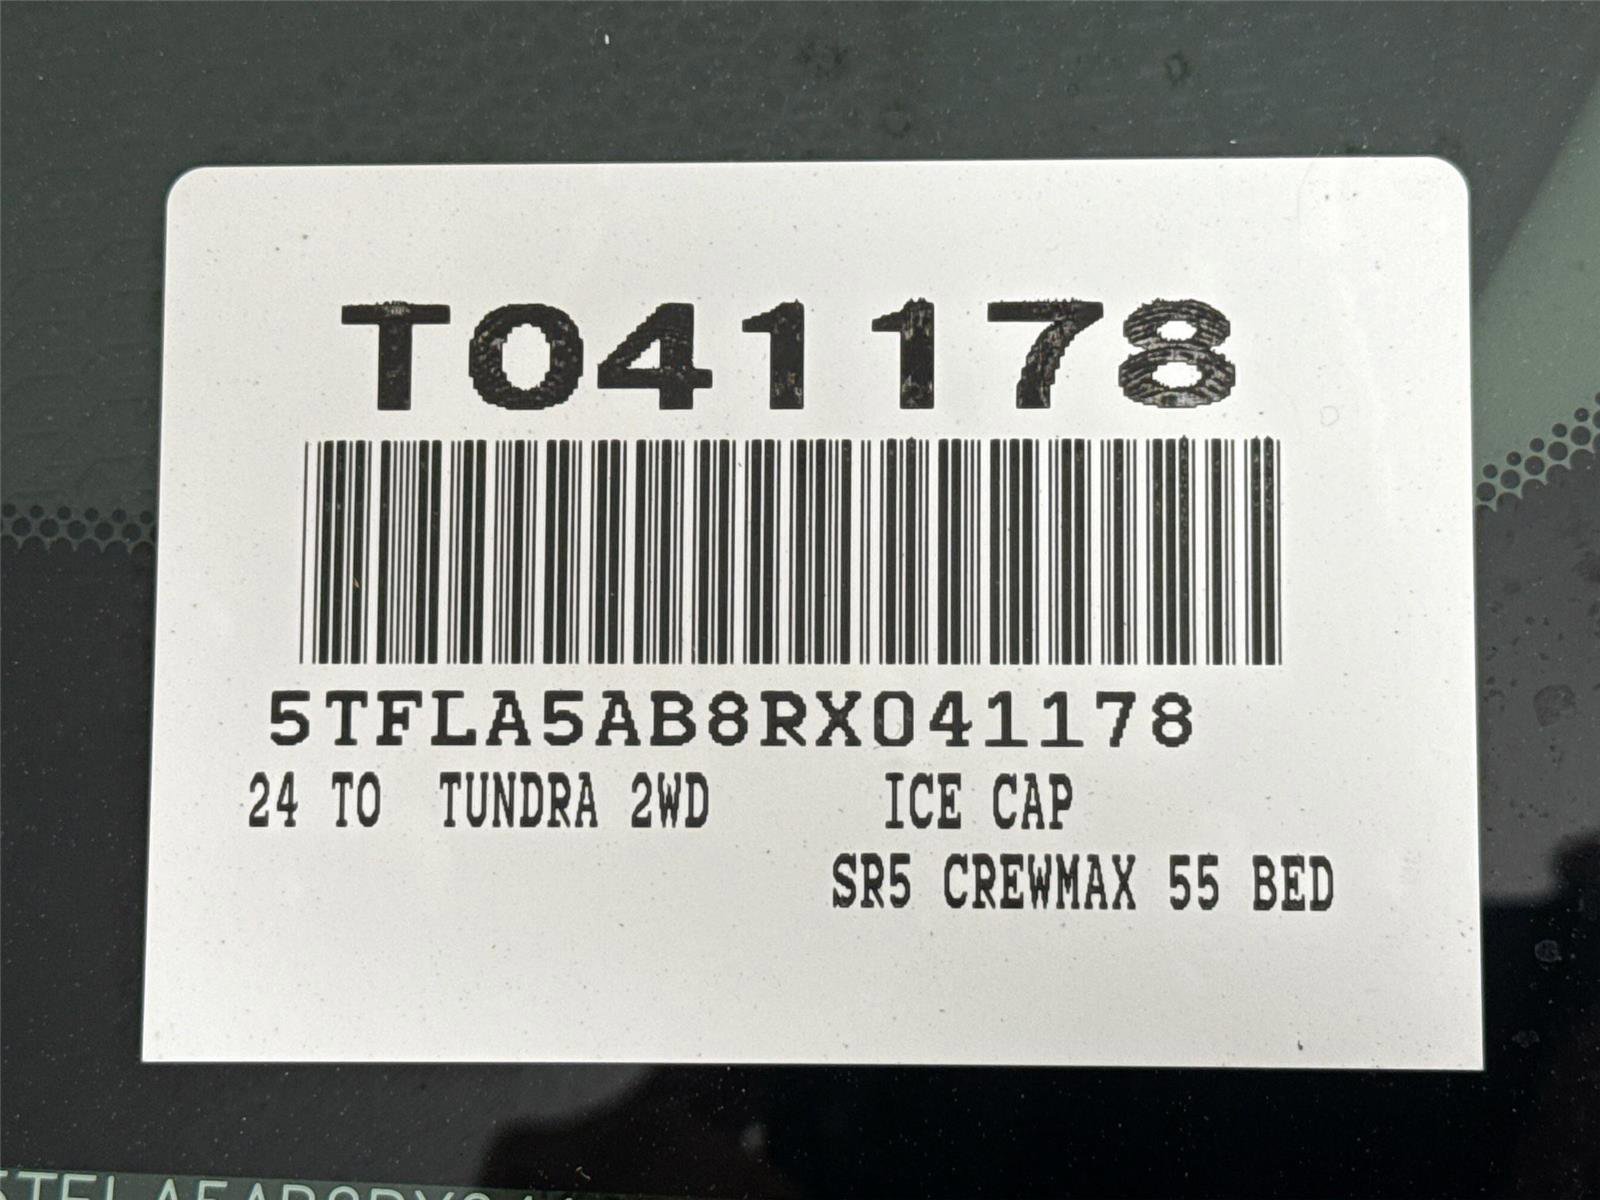 T041178
5TFLA5AB8RX041178
24 TO TUNDRA 2WD ICE CAP
SR5 CREWMAX 55 BED